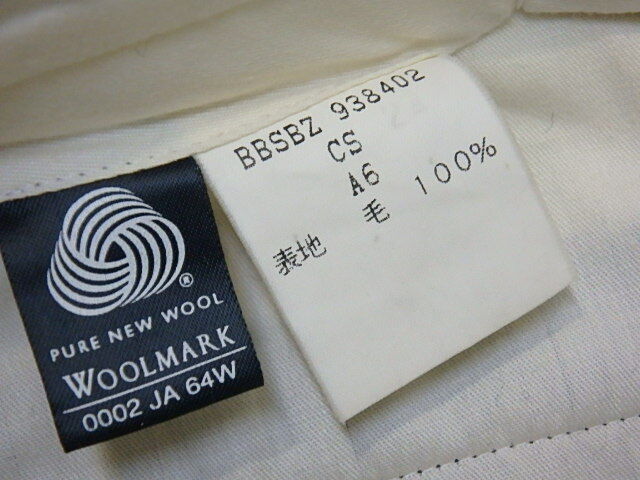 BBSBZ 938402
CS
A6
表地 毛 100%
®
PURE NEW WOOL
WOOLMARK
0002 JA 64W